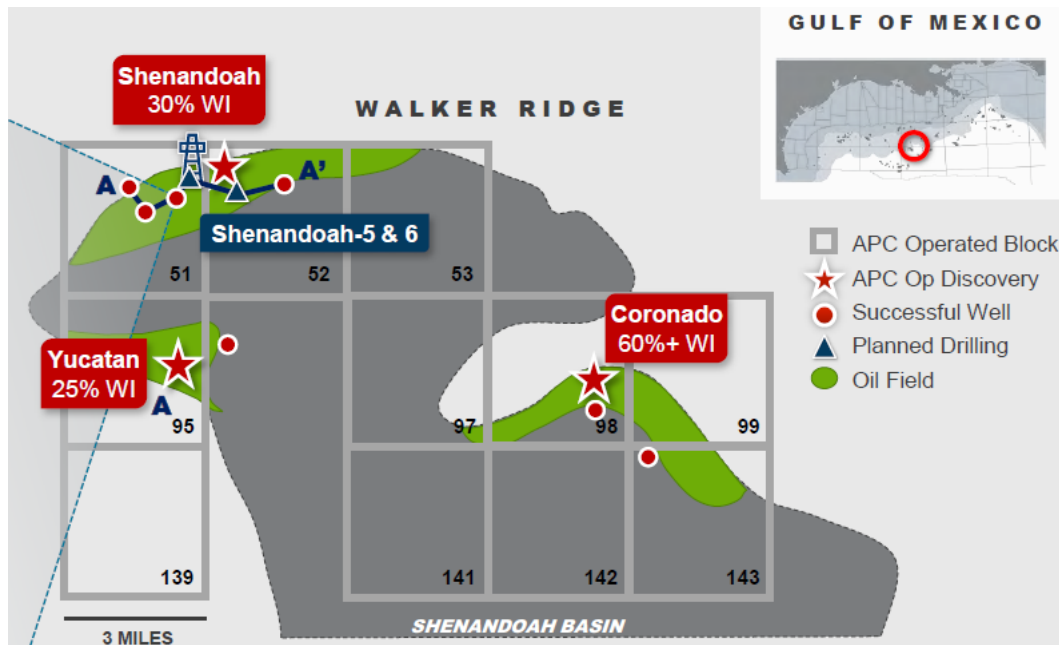 GULF OF MEXICO
Shenandoah
30% WI
WALKER RIDGE
A
A'
Shenandoah-5 & 6
APC Operated Block
APC Op Discovery
Successful Well
Planned Drilling
Oil Field
51
52
53
Coronado
60%+ WI
Yucatan
25% WI
A
95
97
98
99
139
141
142
143
3 MILES
SHENANDOAH BASIN